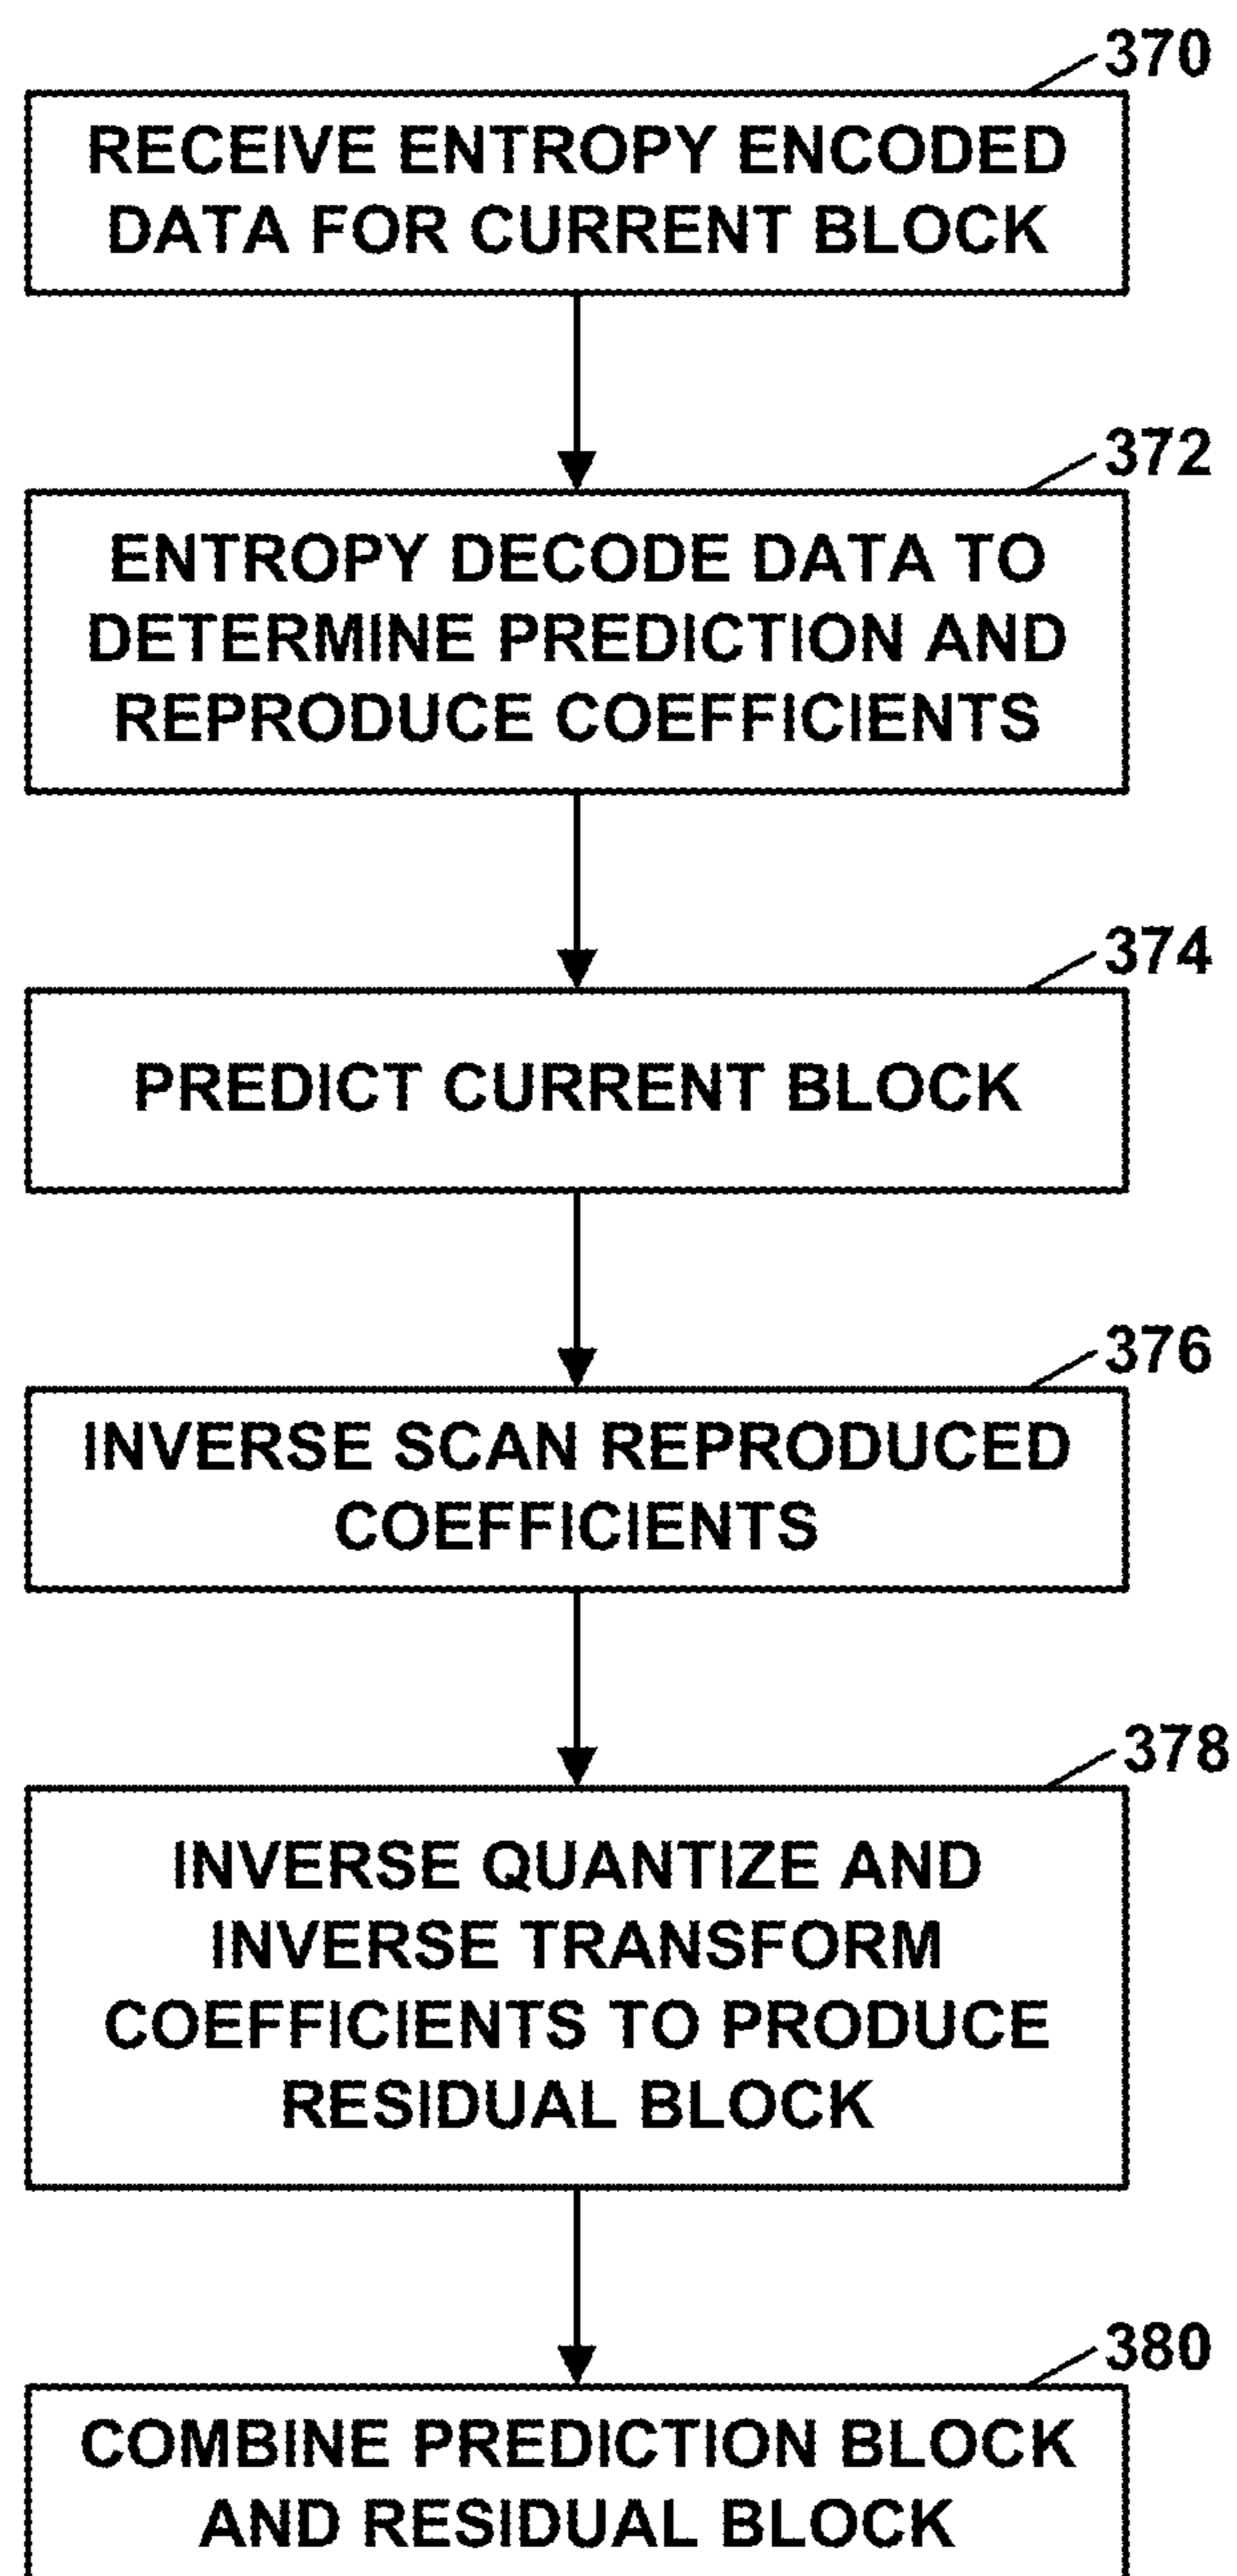 370
RECEIVE ENTROPY ENCODED
DATA FOR CURRENT BLOCK
372
ENTROPY DECODE DATA TO
DETERMINE PREDICTION AND
REPRODUCE COEFFICIENTS
374
PREDICT CURRENT BLOCK
376
INVERSE SCAN REPRODUCED
COEFFICIENTS
378
INVERSE QUANTIZE AND
INVERSE TRANSFORM
COEFFICIENTS TO PRODUCE
RESIDUAL BLOCK
380
COMBINE PREDICTION BLOCK
AND RESIDUAL BLOCK